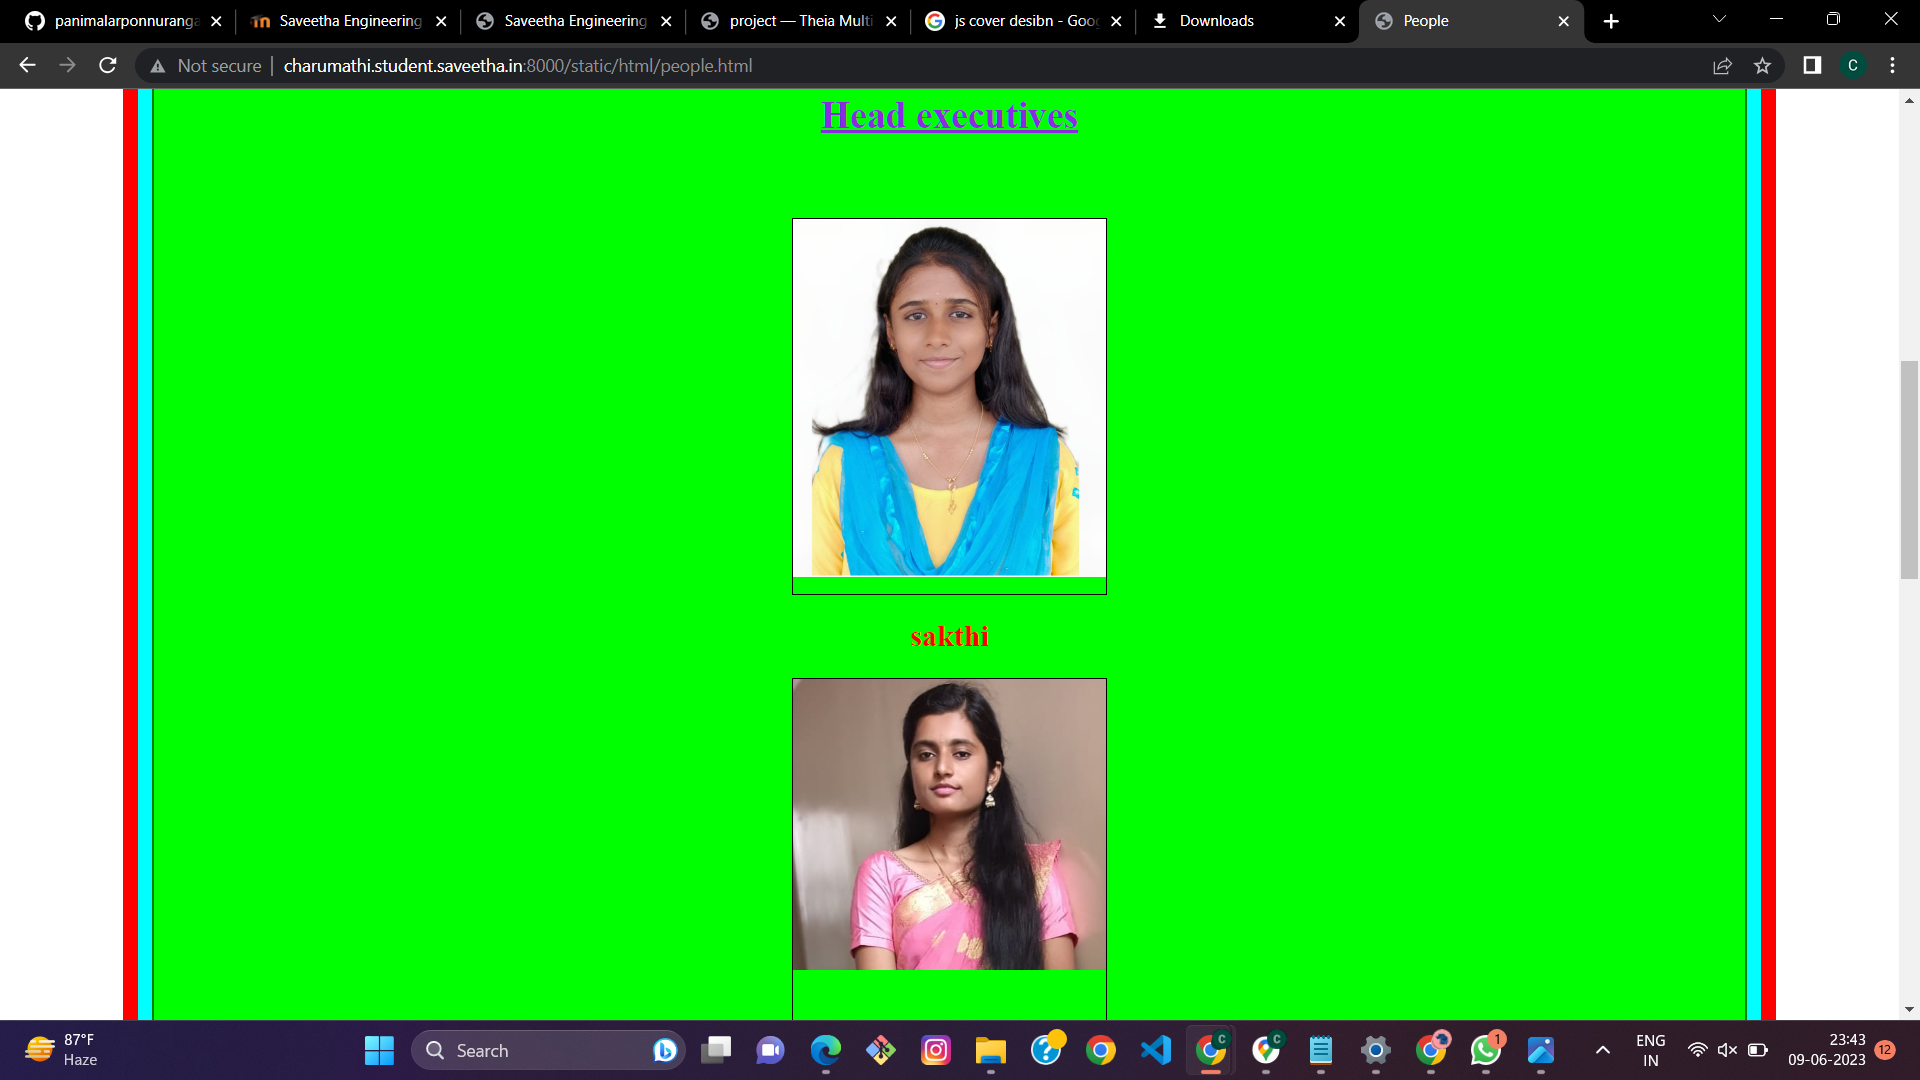 panimalarponnuranga
Saveetha Engineering
Saveetha Engineering
project — Theia Multi
js cover desibn - Goo
Downloads
People
Not secure
charumathi.student.saveetha.in:8000/static/html/people.html
C
Head executives
sakthi
87°F
Haze
Search
C
C
1
ENG
IN
23:43
09-06-2023
12